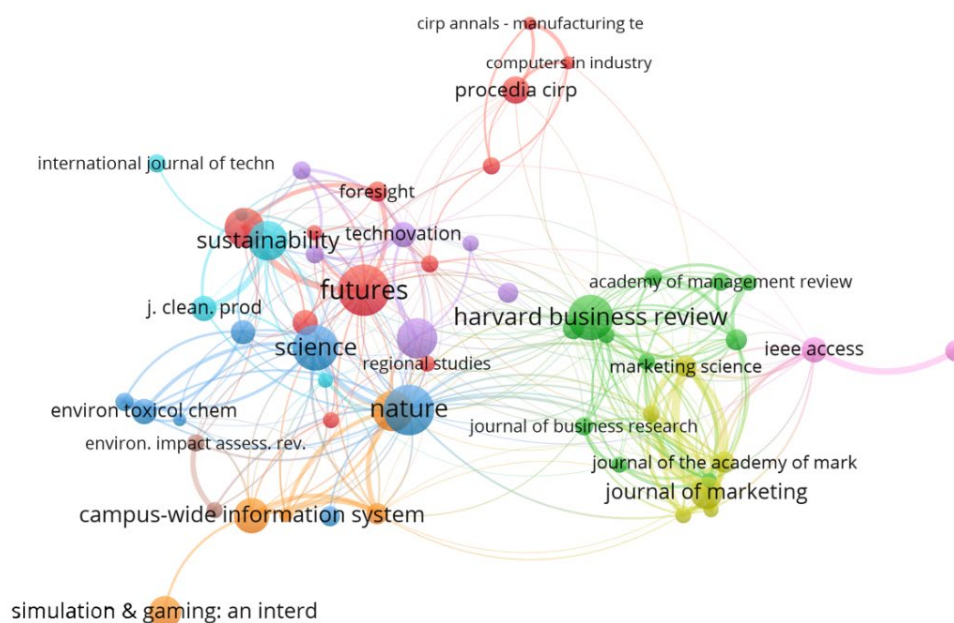 cirp annals - manufacturing te
computers in industry
procedia cirp
international journal of techn
foresight
sustainability
technovation
academy of management review
futures
j. clean. prod
harvard business review
science
ieee access
regional studies
marketing science
environ toxicol chem
nature
journal of business research
environ. impact assess. rev.
journal of the academy of mark
journal of marketing
campus-wide information system
simulation & gaming: an interd